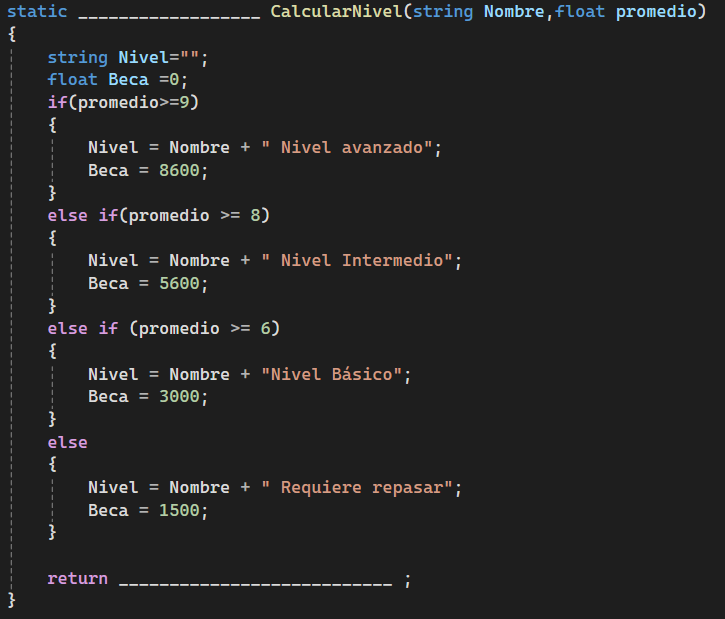 static __________________ CalcularNivel(string Nombre,float promedio)
{
string Nivel="";
float Beca =0;
if(promedio>=9)
{
Nivel = Nombre + " Nivel avanzado";
Beca = 8600;
}
else if(promedio >= 8)
{
Nivel = Nombre + " Nivel Intermedio";
Beca = 5600;
}
else if (promedio >= 6)
{
Nivel = Nombre + "Nivel Básico";
Beca = 3000;
}
else
{
Nivel = Nombre + " Requiere repasar";
Beca = 1500;
}
return ___________________________ ;
}